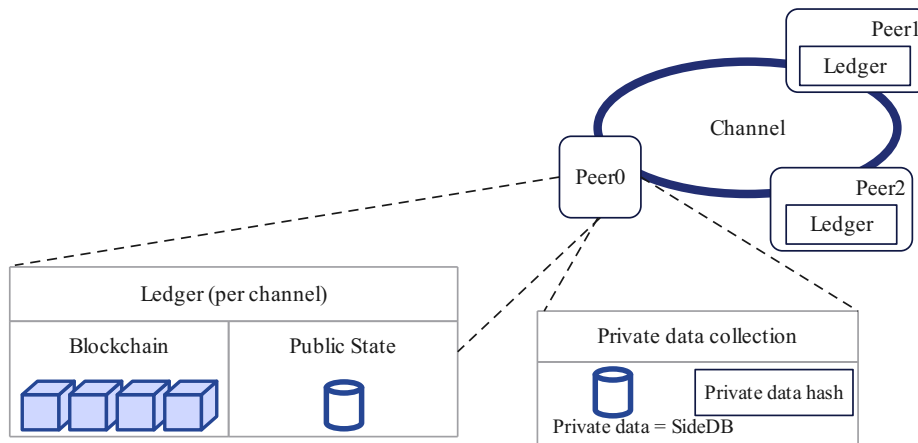 Peer1
Ledger
Channel
Peer0
Peer2
Ledger
Ledger (per channel)
Blockchain
Public State
Private data collection
Private data hash
Private data = SideDB